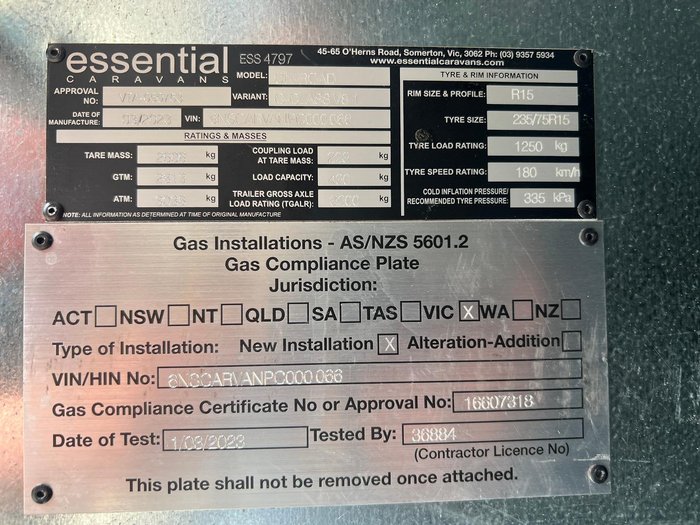 essential
CARAVANS
ESS 4797
45-65 O'Herns Road, Somerton, Vic, 3062 Ph: (03) 9357 5934
www.essentialcaravans.com
APPROVAL NO:
MODEL:
DATE OF MANUFACTURE: 03/2023 VIN:
VARIANT:
RATINGS & MASSES
TARE MASS: kg COUPLING LOAD AT TARE MASS: kg
GTM: kg LOAD CAPACITY: kg
ATM: kg TRAILER GROSS AXLE LOAD RATING (TGALR): kg
NOTE: ALL INFORMATION AS DETERMINED AT TIME OF ORIGINAL MANUFACTURE
TYRE & RIM INFORMATION
RIM SIZE & PROFILE: R15
TYRE SIZE: 235/75R15
TYRE LOAD RATING: 1250 kg
TYRE SPEED RATING: 180 km/h
COLD INFLATION PRESSURE/
RECOMMENDED TYRE PRESSURE: 335 kPa
Gas Installations - AS/NZS 5601.2
Gas Compliance Plate
Jurisdiction:
ACT NSW NT QLD SA TAS VIC X WA NZ
Type of Installation: New Installation X Alteration-Addition
VIN/HIN No: 6NSCARVANPC000066
Gas Compliance Certificate No or Approval No: 16607318
Date of Test: 1/03/2023 Tested By: 36884
(Contractor Licence No)
This plate shall not be removed once attached.